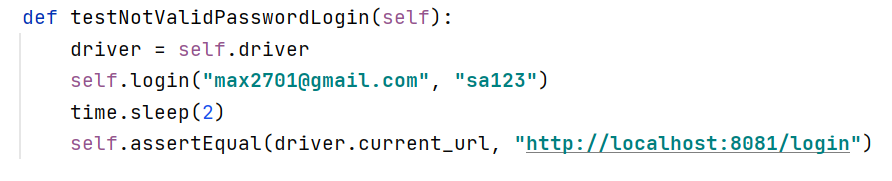 def testNotValidPasswordLogin(self):
    driver = self.driver
    self.login("max2701@gmail.com", "sa123")
    time.sleep(2)
    self.assertEqual(driver.current_url, "http://localhost:8081/login")